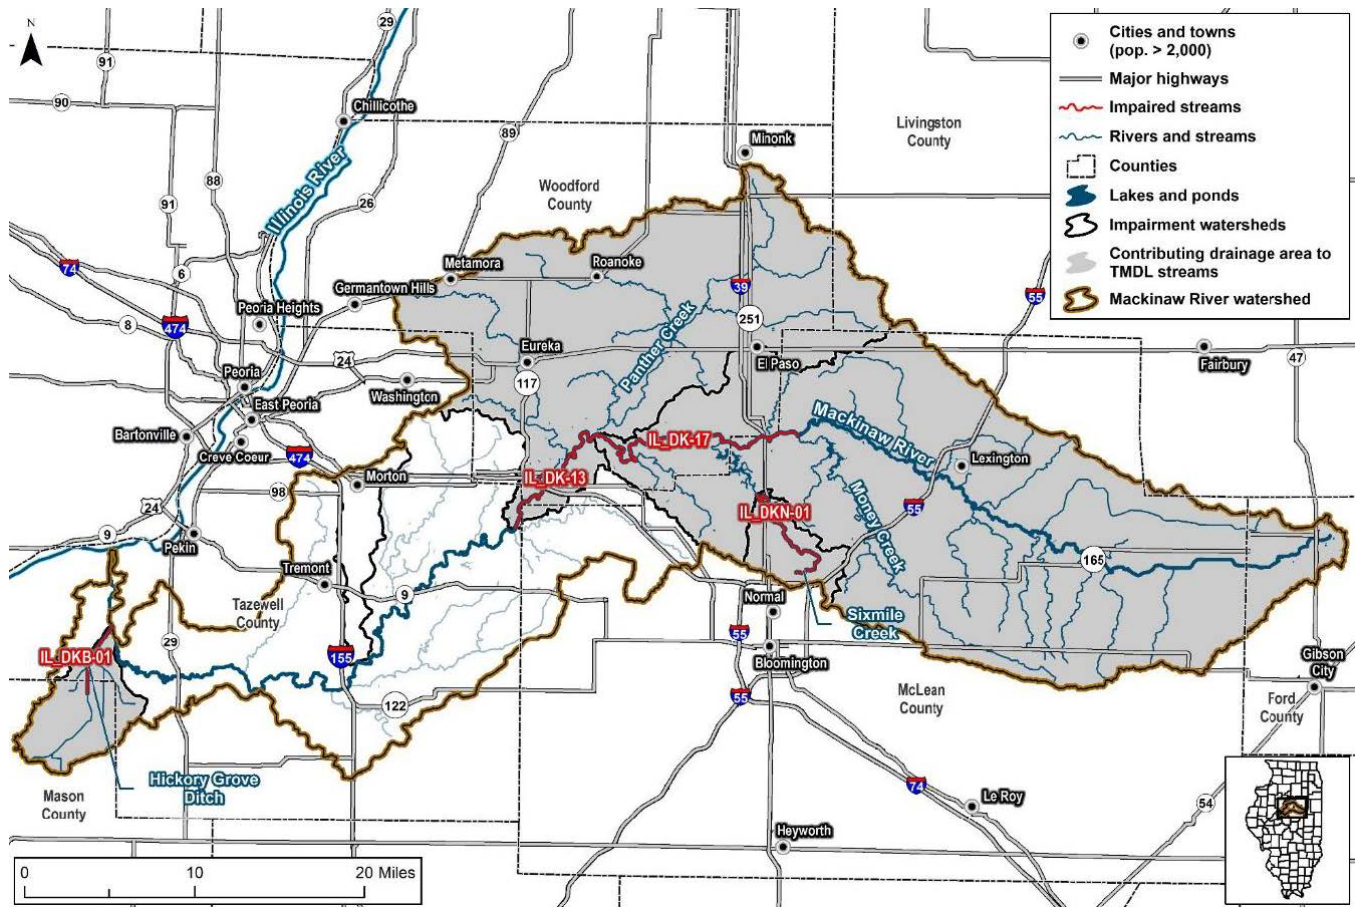 N
29
91
90
Chillicothe
89
Minonk
Livingston
County
88
Illinois River
Woodford
County
91
26
74
6
Metamora
Roanoke
39
55
Germantown Hills
Peoria Heights
8
474
251
Panther Creek
24
Eureka
El Paso
Fairbury
47
Peoria
117
Washington
East Peoria
Mackinaw River
Bartonville
IL_DK-17
Creve Coeur
474
Lexington
Morton
IL_DK-13
98
24
IL_DKN-01
55
Money Creek
9
Pekin
165
Tremont
9
Normal
Tazewell
County
Sixmile
Creek
29
55
IL_DKB-01
155
Bloomington
Gibson
City
55
McLean
County
Ford
County
122
Hickory Grove
Ditch
Mason
County
74
Le Roy
54
Heyworth
Cities and towns
(pop. > 2,000)
Major highways
Impaired streams
Rivers and streams
Counties
Lakes and ponds
Impairment watersheds
Contributing drainage area to
TMDL streams
Mackinaw River watershed
0 10 20 Miles